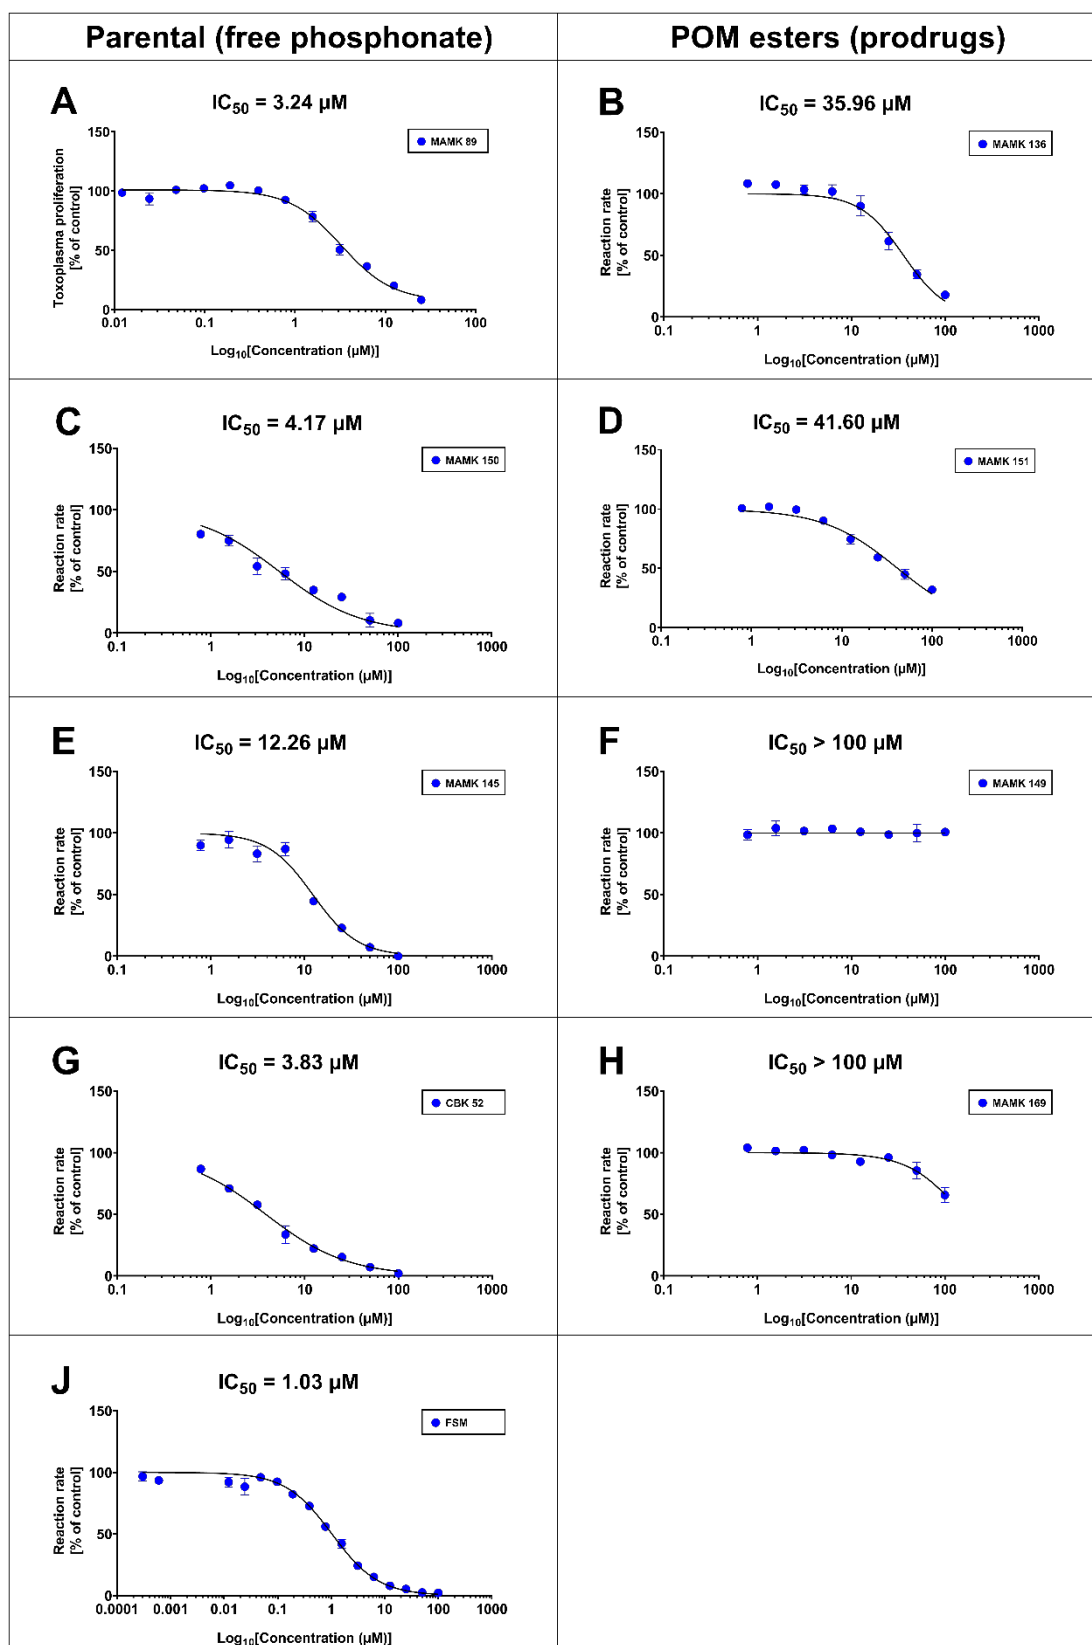 Parental (free phosphonate)
POM esters (prodrugs)
A
IC50 = 3.24 µM
MAMK 89
Toxoplasma proliferation
[% of control]
150
100
50
0
0.01 0.1 1 10 100
Log10[Concentration (µM)]
B
IC50 = 35.96 µM
MAMK 136
Reaction rate
[% of control]
150
100
50
0
0.1 1 10 100 1000
Log10[Concentration (µM)]
C
IC50 = 4.17 µM
MAMK 150
Reaction rate
[% of control]
150
100
50
0
0.1 1 10 100 1000
Log10[Concentration (µM)]
D
IC50 = 41.60 µM
MAMK 151
Reaction rate
[% of control]
150
100
50
0
0.1 1 10 100 1000
Log10[Concentration (µM)]
E
IC50 = 12.26 µM
MAMK 145
Reaction rate
[% of control]
150
100
50
0
0.1 1 10 100 1000
Log10[Concentration (µM)]
F
IC50 > 100 µM
MAMK 149
Reaction rate
[% of control]
150
100
50
0
0.1 1 10 100 1000
Log10[Concentration (µM)]
G
IC50 = 3.83 µM
CBK 52
Reaction rate
[% of control]
150
100
50
0
0.1 1 10 100 1000
Log10[Concentration (µM)]
H
IC50 > 100 µM
MAMK 169
Reaction rate
[% of control]
150
100
50
0
0.1 1 10 100 1000
Log10[Concentration (µM)]
J
IC50 = 1.03 µM
FSM
Reaction rate
[% of control]
150
100
50
0
0.0001 0.001 0.01 0.1 1 10 100 1000
Log10[Concentration (µM)]